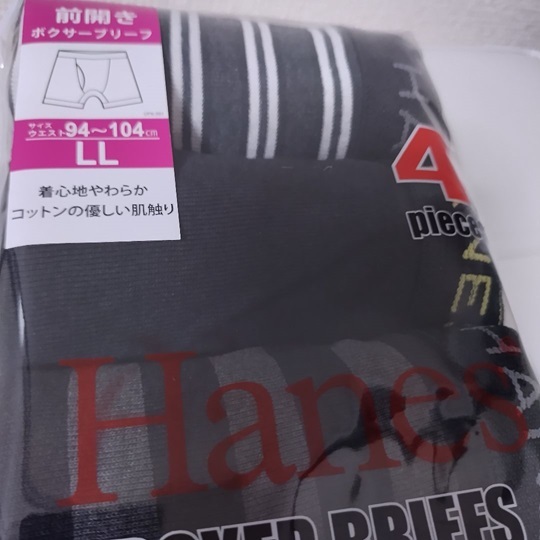 前開き
ボクサーブリーフ
サイズ
ウエスト94～104cm
LL
着心地やわらか
コットンの優しい肌触り
4
piece
Hanes
BOXER BRIEFS